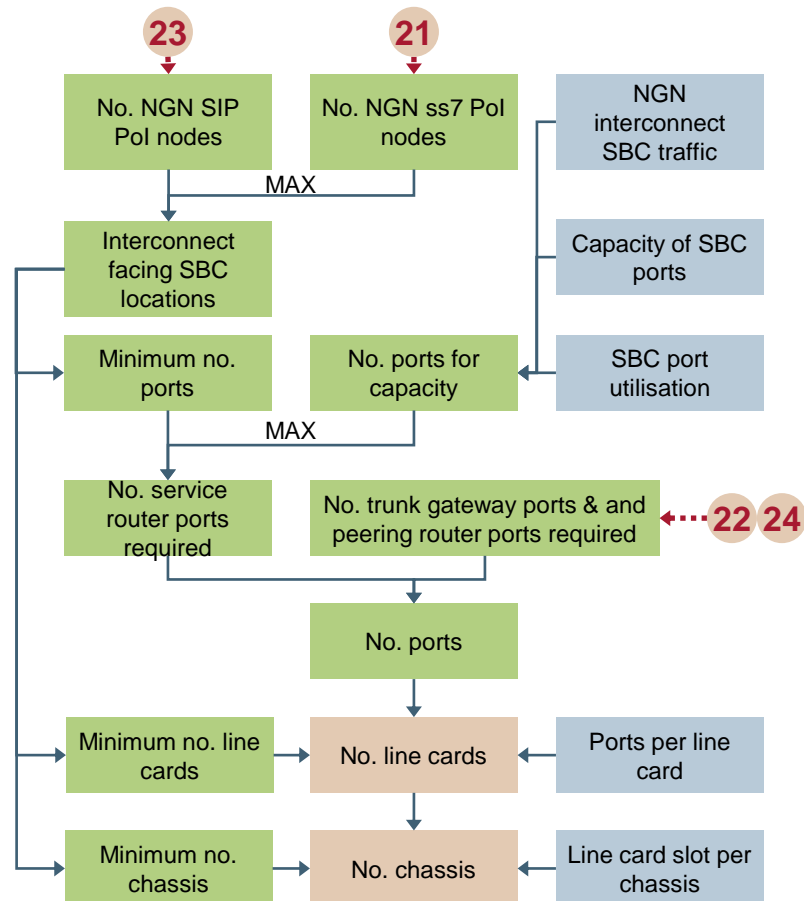 23
21
No. NGN SIP
PoI nodes
No. NGN ss7 PoI
nodes
NGN
interconnect
SBC traffic
MAX
Interconnect
facing SBC
locations
Capacity of SBC
ports
Minimum no.
ports
No. ports for
capacity
SBC port
utilisation
MAX
No. service
router ports
required
No. trunk gateway ports & and
peering router ports required
22
24
No. ports
Minimum no. line
cards
No. line cards
Ports per line
card
Minimum no.
chassis
No. chassis
Line card slot per
chassis